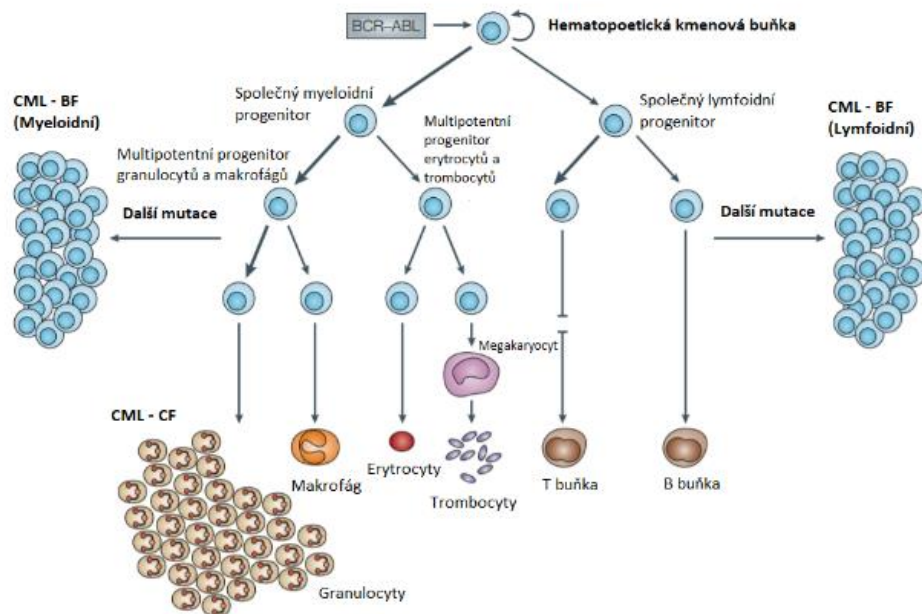 BCR–ABL
Hematopoetická kmenová buňka
CML - BF
(Myeloidní)
Společný myeloidní
progenitor
Společný lymfoidní
progenitor
CML - BF
(Lymfoidní)
Multipotentní progenitor
granulocytů a makrofágů
Multipotentní
progenitor
erytrocytů a
trombocytů
Další mutace
Další mutace
Megakaryocyt
CML - CF
Makrofág
Erytrocyty
Trombocyty
T buňka
B buňka
Granulocyty